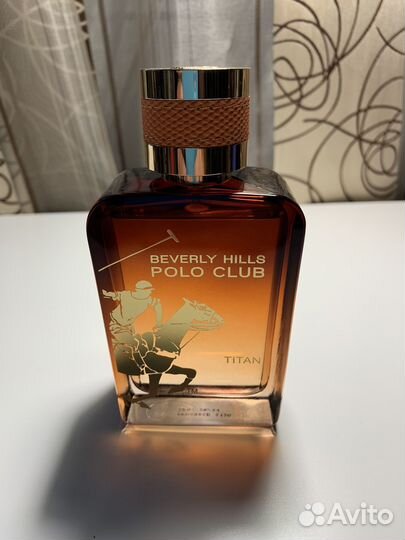 BEVERLY HILLS
POLO CLUB
TITAN
Avito